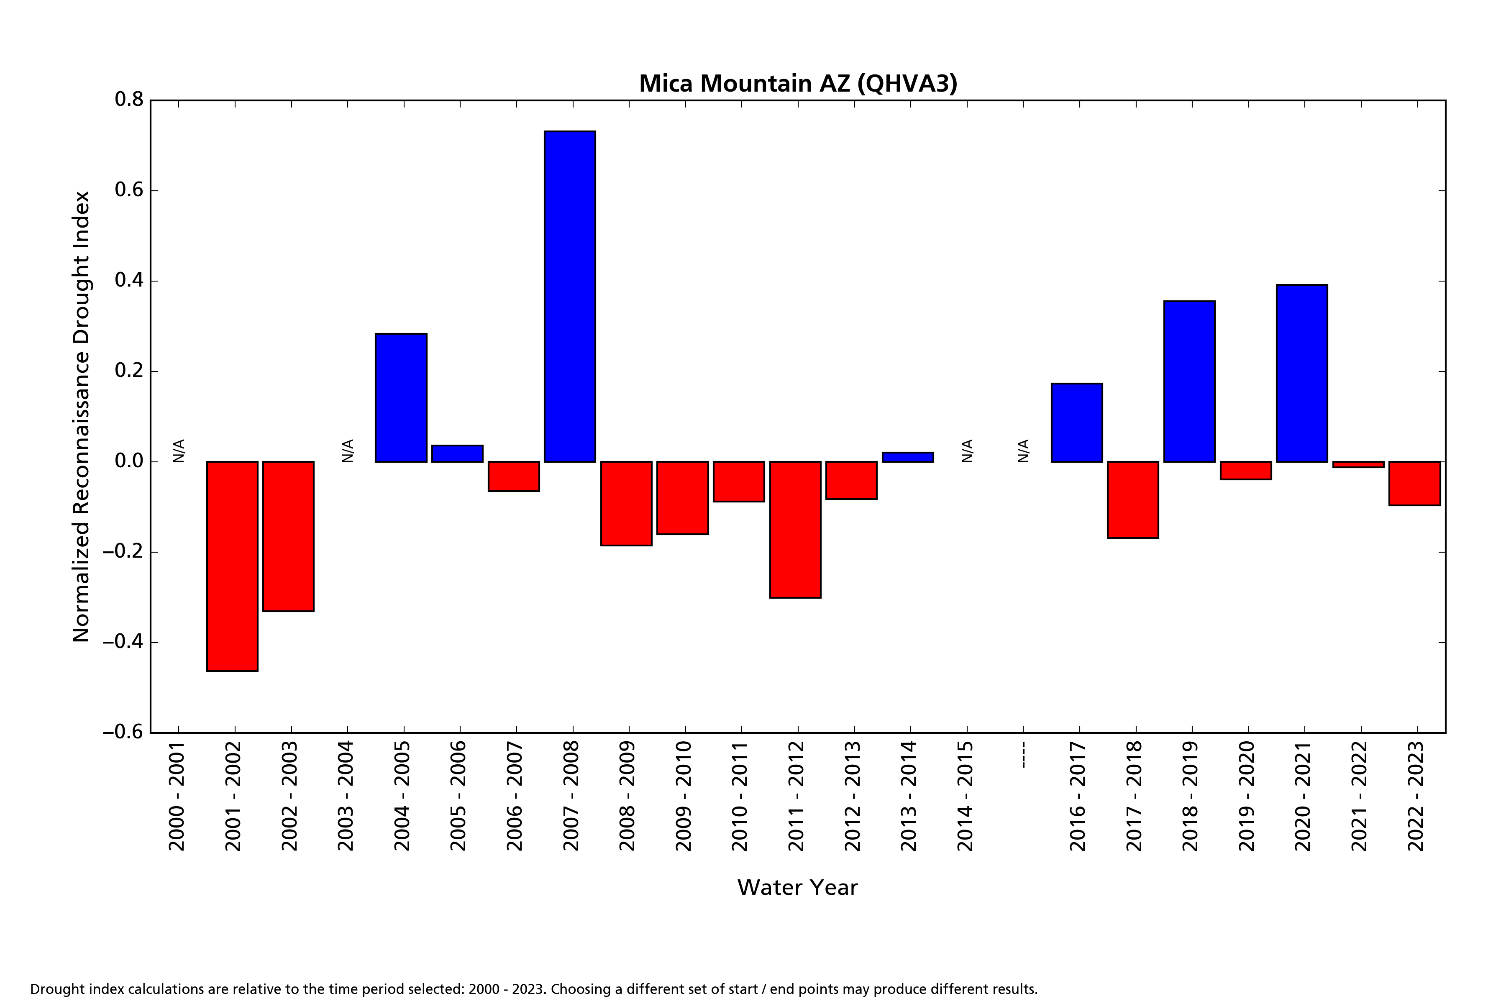 Mica Mountain AZ (QHVA3)
Normalized Reconnaissance Drought Index
0.8
0.6
0.4
0.2
0.0
−0.2
−0.4
−0.6
N/A
N/A
N/A
N/A
2000 - 2001
2001 - 2002
2002 - 2003
2003 - 2004
2004 - 2005
2005 - 2006
2006 - 2007
2007 - 2008
2008 - 2009
2009 - 2010
2010 - 2011
2011 - 2012
2012 - 2013
2013 - 2014
2014 - 2015
----
2016 - 2017
2017 - 2018
2018 - 2019
2019 - 2020
2020 - 2021
2021 - 2022
2022 - 2023
Water Year
Drought index calculations are relative to the time period selected: 2000 - 2023. Choosing a different set of start / end points may produce different results.